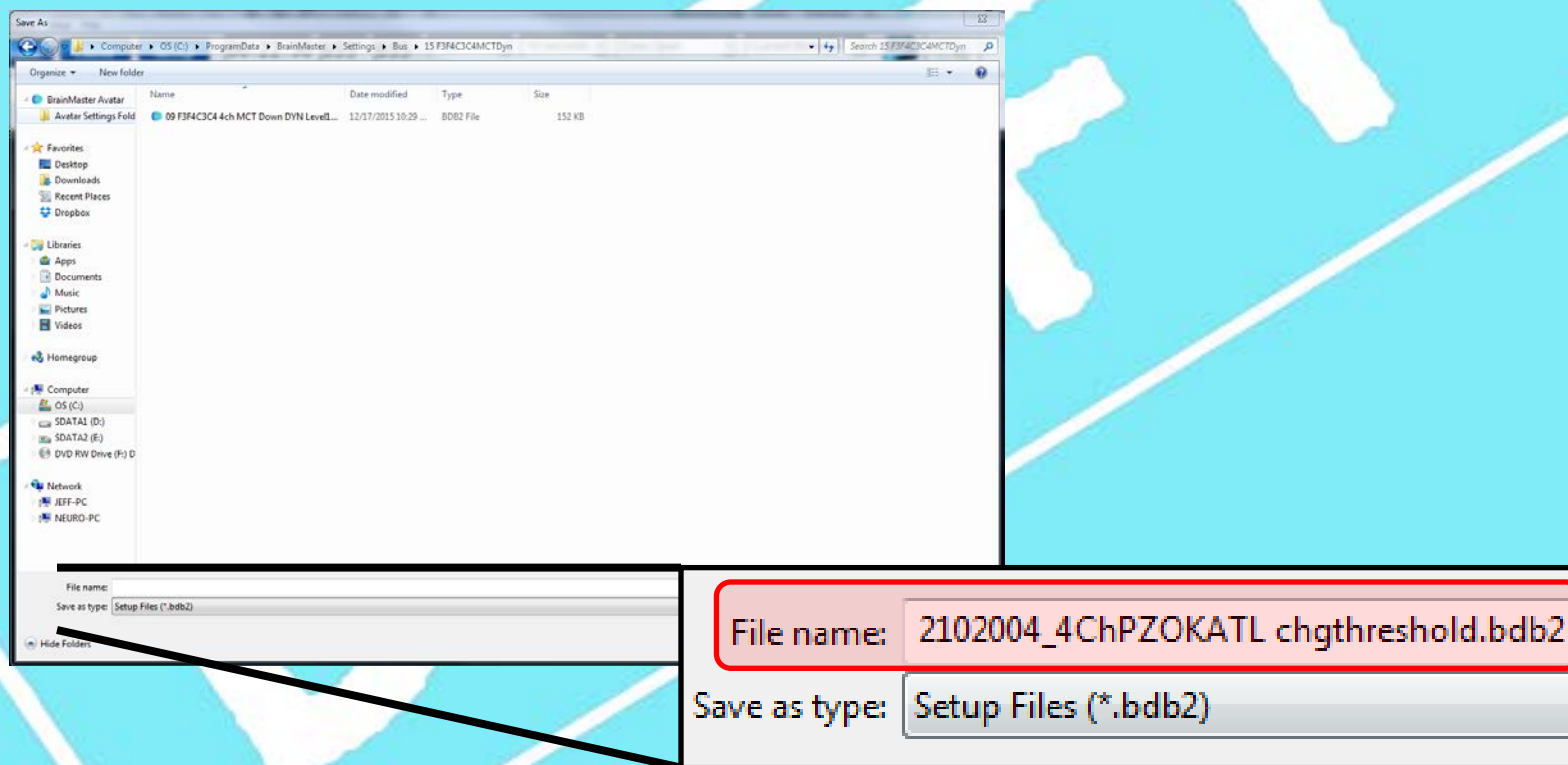 Save As
Computer ▸ OS (C:) ▸ ProgramData ▸ BrainMaster ▸ Settings ▸ Bus ▸ 15 F3F4C3C4MCTDyn
Search 15 F3F4C3C4MCTDyn
Organize New folder
Name Date modified Type Size
09 F3F4C3C4 4ch MCT Down DYN Level1... 12/17/2015 10:29 ... BDB2 File 152 KB
BrainMaster Avatar
Avatar Settings Fold
Favorites
Desktop
Downloads
Recent Places
Dropbox
Libraries
Apps
Documents
Music
Pictures
Videos
Homegroup
Computer
OS (C:)
SDATA1 (D:)
SDATA2 (E:)
DVD RW Drive (F:) D
Network
JEFF-PC
NEURO-PC
File name:
Save as type: Setup Files (*.bdb2)
Hide Folders
File name: 2102004_4ChPZOKATL chgthreshold.bdb2
Save as type: Setup Files (*.bdb2)